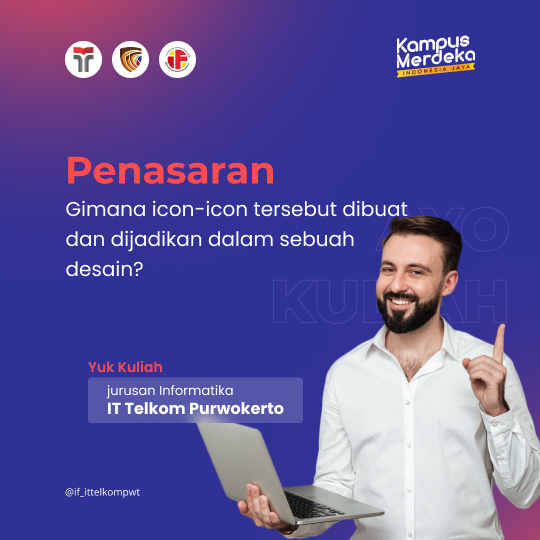 Kampus
Merdeka
INDONESIA JAYA
Penasaran
Gimana icon-icon tersebut dibuat
dan dijadikan dalam sebuah
desain?
AYO
KULIAH
Yuk Kuliah
jurusan Informatika
IT Telkom Purwokerto
@if_ittelkompwt